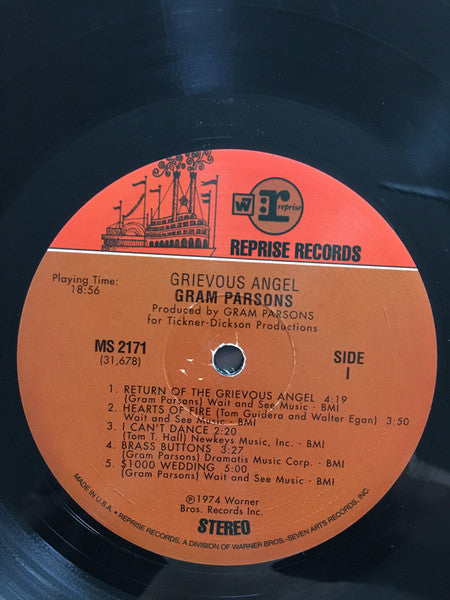 W7
r
reprise
REPRISE RECORDS
GRIEVOUS ANGEL
GRAM PARSONS
Produced by GRAM PARSONS
for Tickner-Dickson Productions
Playing Time:
18:56
MS 2171
(31,678)
SIDE
I
1. RETURN OF THE GRIEVOUS ANGEL 4:19
(Gram Parsons) Wait and See Music - BMI
2. HEARTS OF FIRE (Tom Guidera and Walter Egan) 3:50
Wait and See Music - BMI
3. I CAN'T DANCE 2:20
(Tom T. Hall) Newkeys Music, Inc. - BMI
4. BRASS BUTTONS 3:27
(Gram Parsons) Dramatis Music Corp. - BMI
5. $1000 WEDDING 5:00
(Gram Parsons) Wait and See Music - BMI
℗1974 Warner
Bros. Records Inc.
STEREO
MADE IN U.S.A. • REPRISE RECORDS, A DIVISION OF WARNER BROS.-SEVEN ARTS RECORDS, INC.